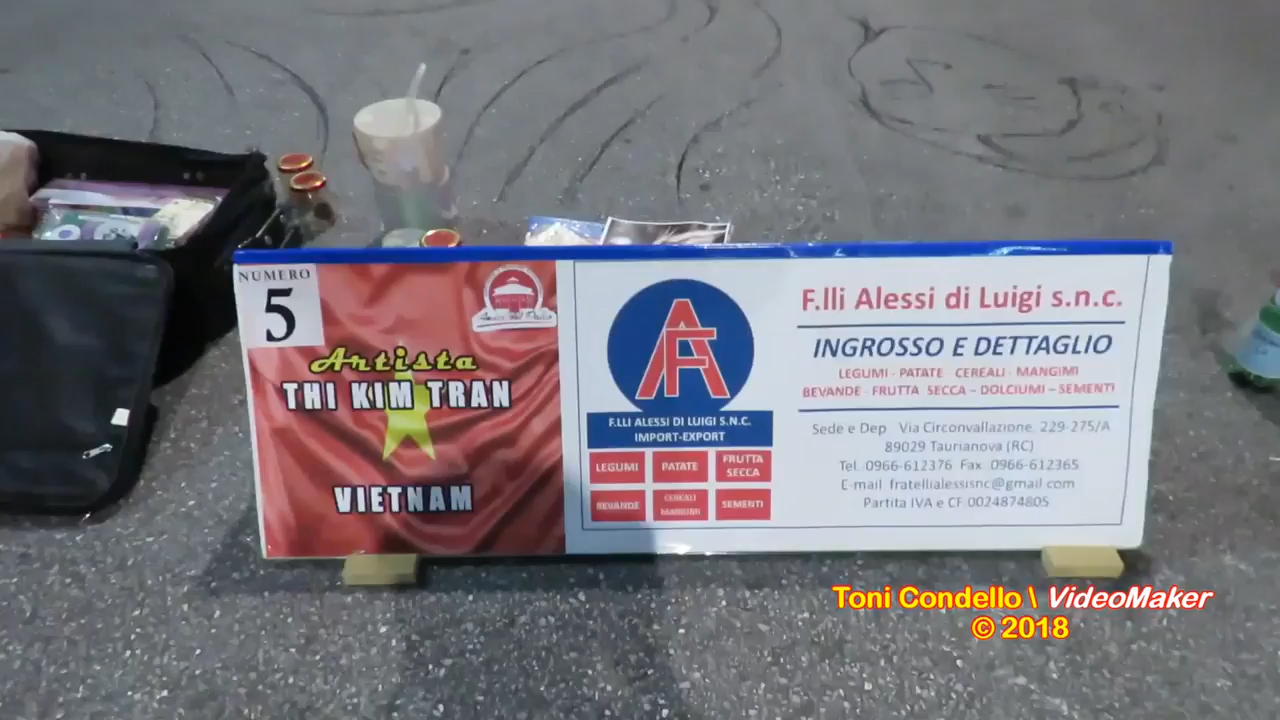 NUMERO
5
Artista
THI KIM TRAN
VIETNAM
AF
F.LLI ALESSI DI LUIGI S.N.C.
IMPORT-EXPORT
LEGUMI
PATATE
FRUTTA
SECCA
BEVANDE
CEREALI
MANGIMI
SEMENTI
F.lli Alessi di Luigi s.n.c.
INGROSSO E DETTAGLIO
LEGUMI - PATATE CEREALI - MANGIMI
BEVANDE - FRUTTA SECCA – DOLCIUMI – SEMENTI
Sede e Dep Via Circonvallazione 229-275/A
89029 Taurianova (RC)
Tel. 0966-612376 Fax 0966-612365
E-mail fratellialessisnc@gmail.com
Partita IVA e CF 0024874805
Toni Condello \ VideoMaker
© 2018